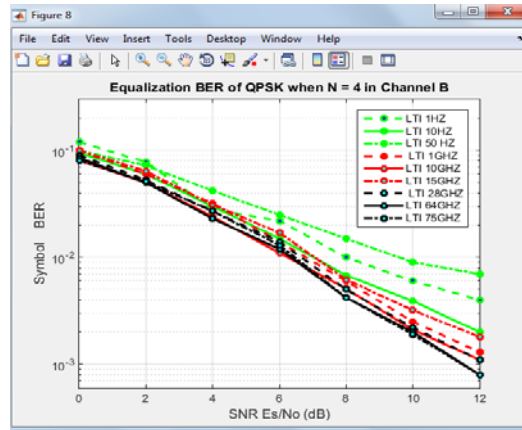 Figure 8
File Edit View Insert Tools Desktop Window Help
Equalization BER of QPSK when N = 4 in Channel B
LTI 1HZ
LTI 10HZ
LTI 50 HZ
LTI 1GHZ
LTI 10GHZ
LTI 15GHZ
LTI 28GHZ
LTI 64GHZ
LTI 75GHZ
Symbol BER
10-1
10-2
10-3
0 2 4 6 8 10 12
SNR Es/No (dB)